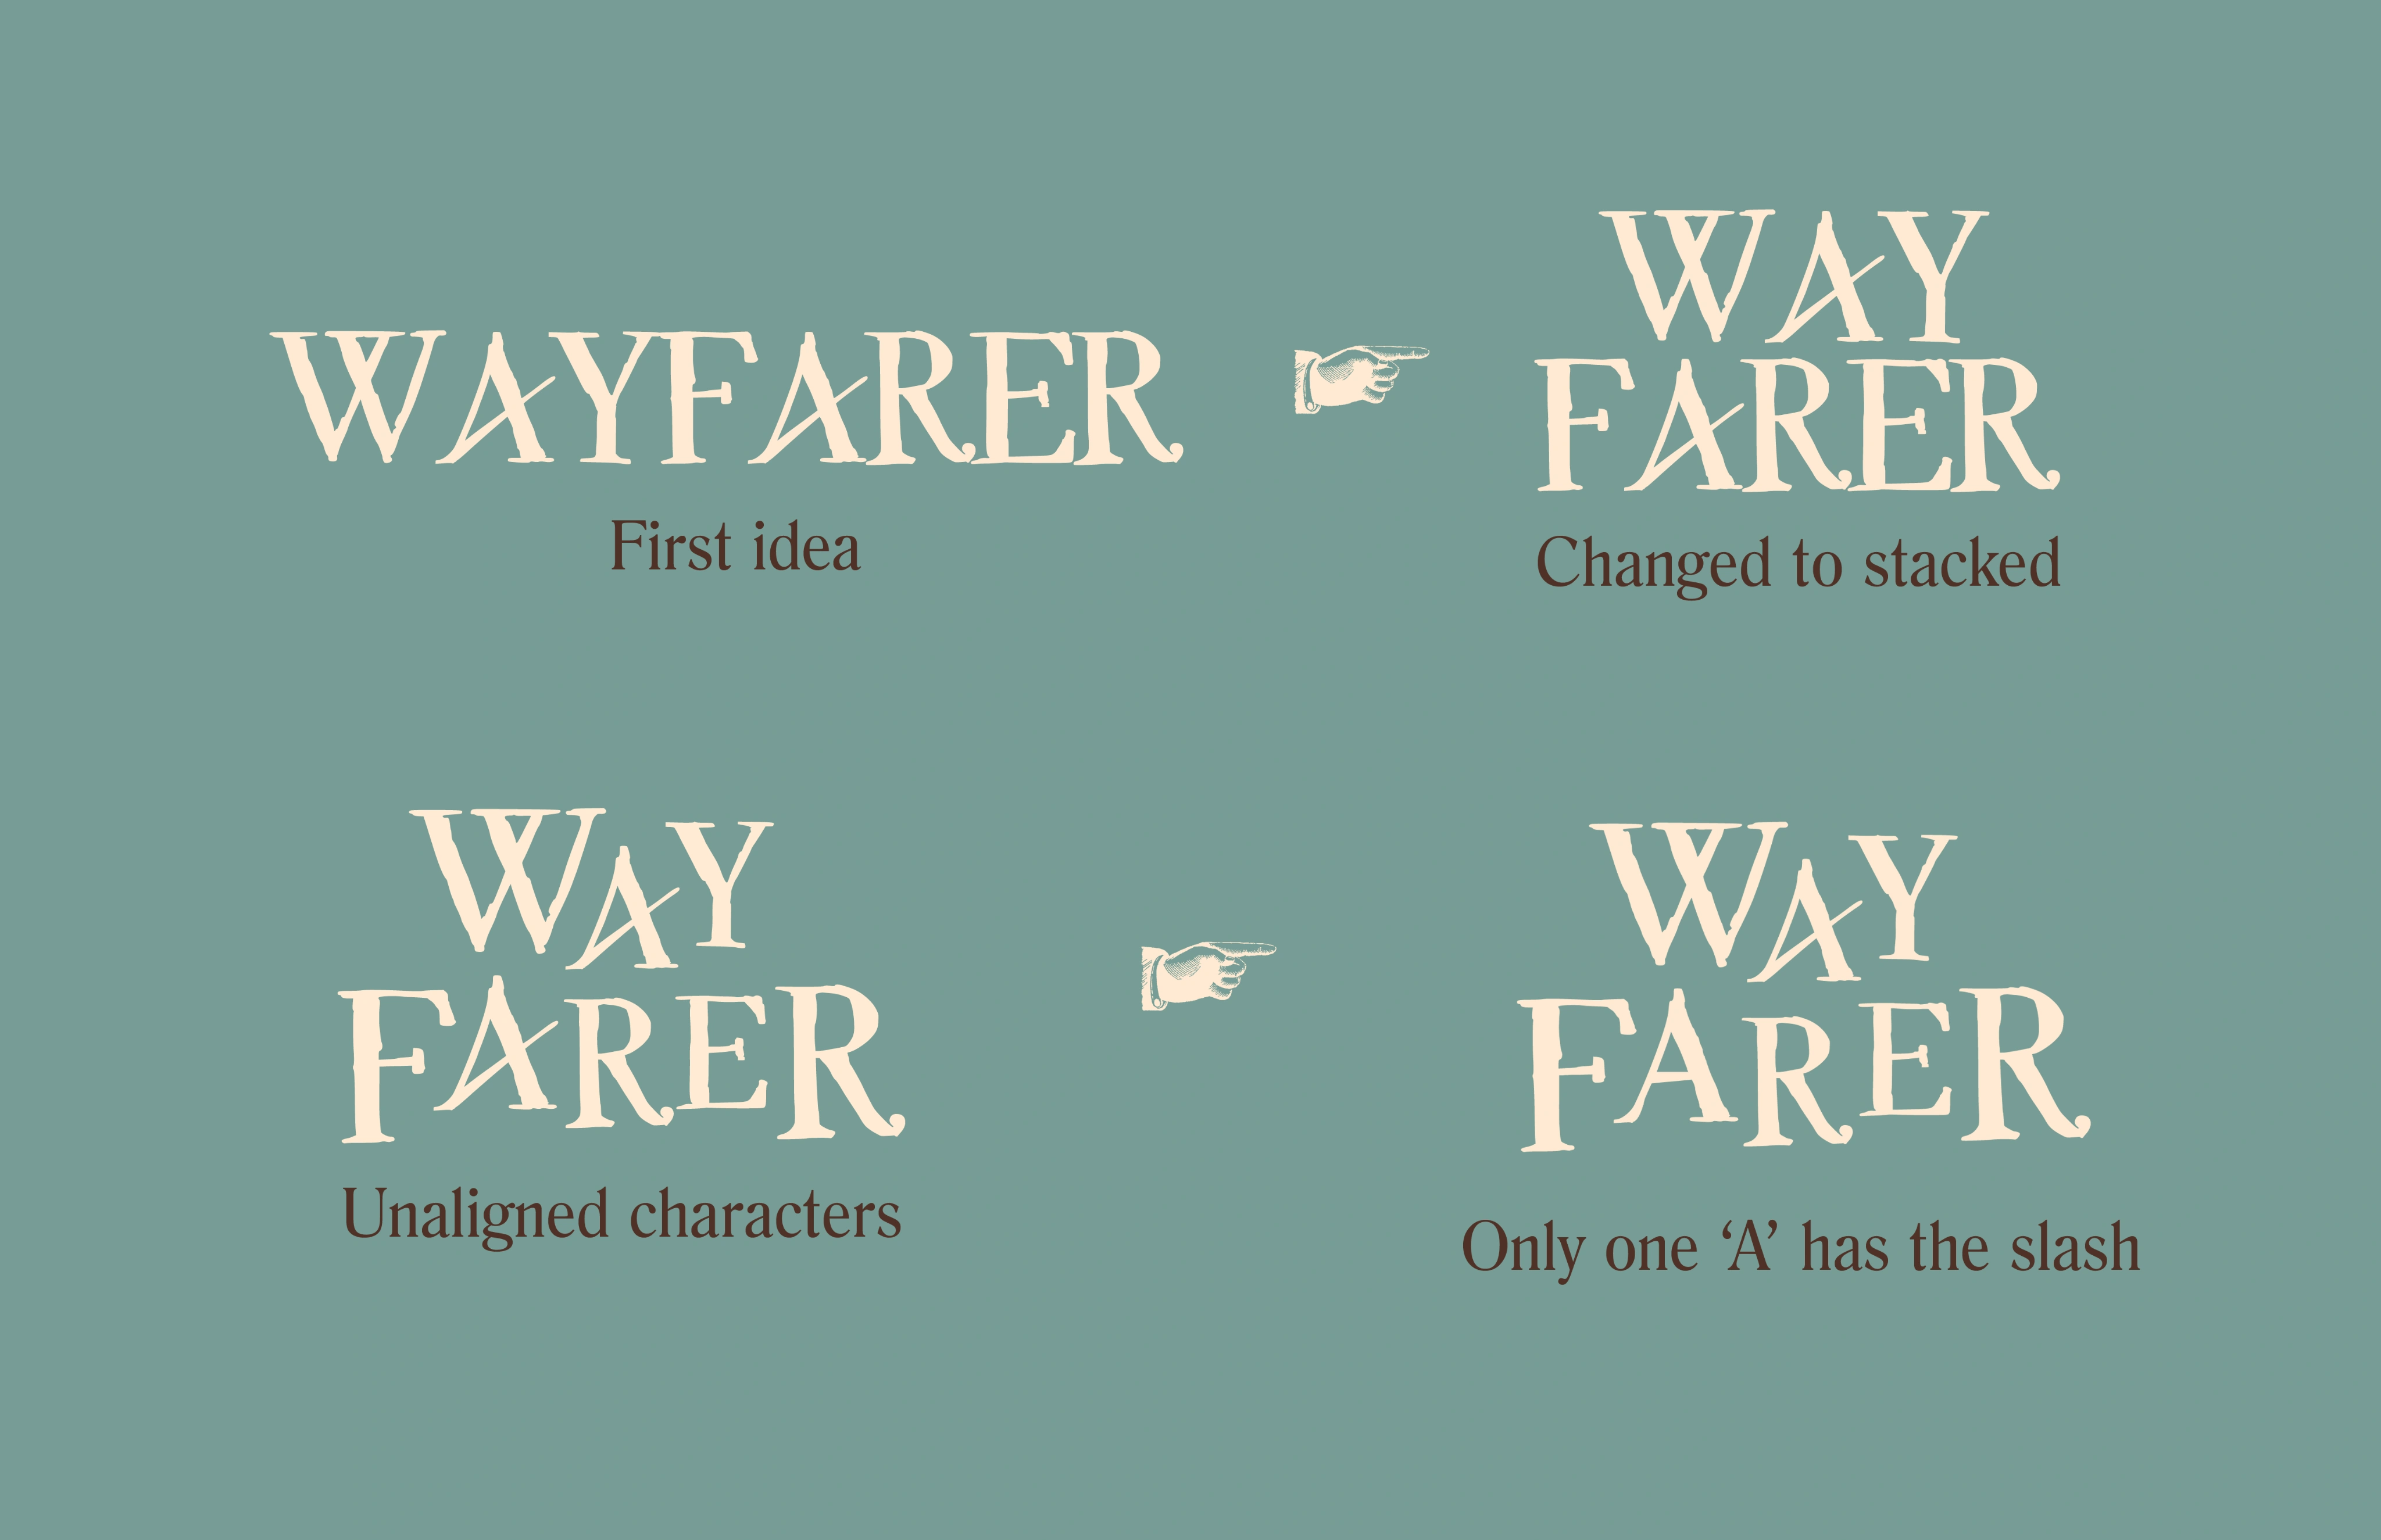 WAYFARER
First idea
WAY
FARER
Changed to stacked
WAY
FARER
Unaligned characters
WAY
FARER
Only one ‘A’ has the slash